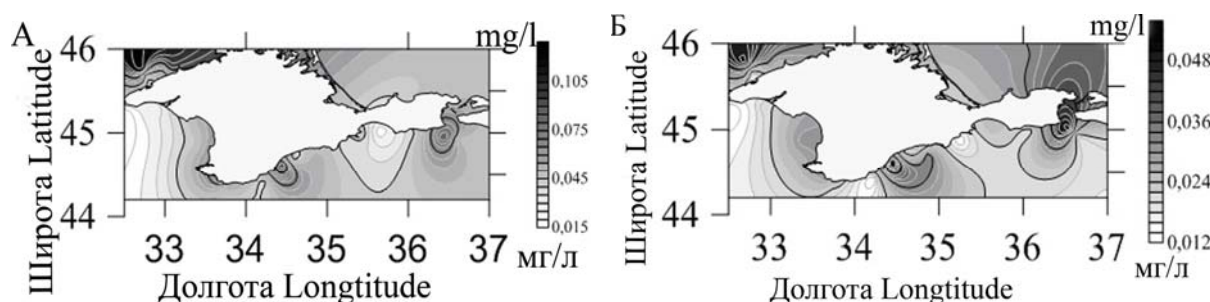 А
mg/l
46
45
44
Широта Latitude
33 34 35 36 37
Долгота Longtitude
0,105
0,075
0,045
0,015
мг/л
Б
mg/l
46
45
44
Широта Latitude
33 34 35 36 37
Долгота Longtitude
0,048
0,036
0,024
0,012
мг/л